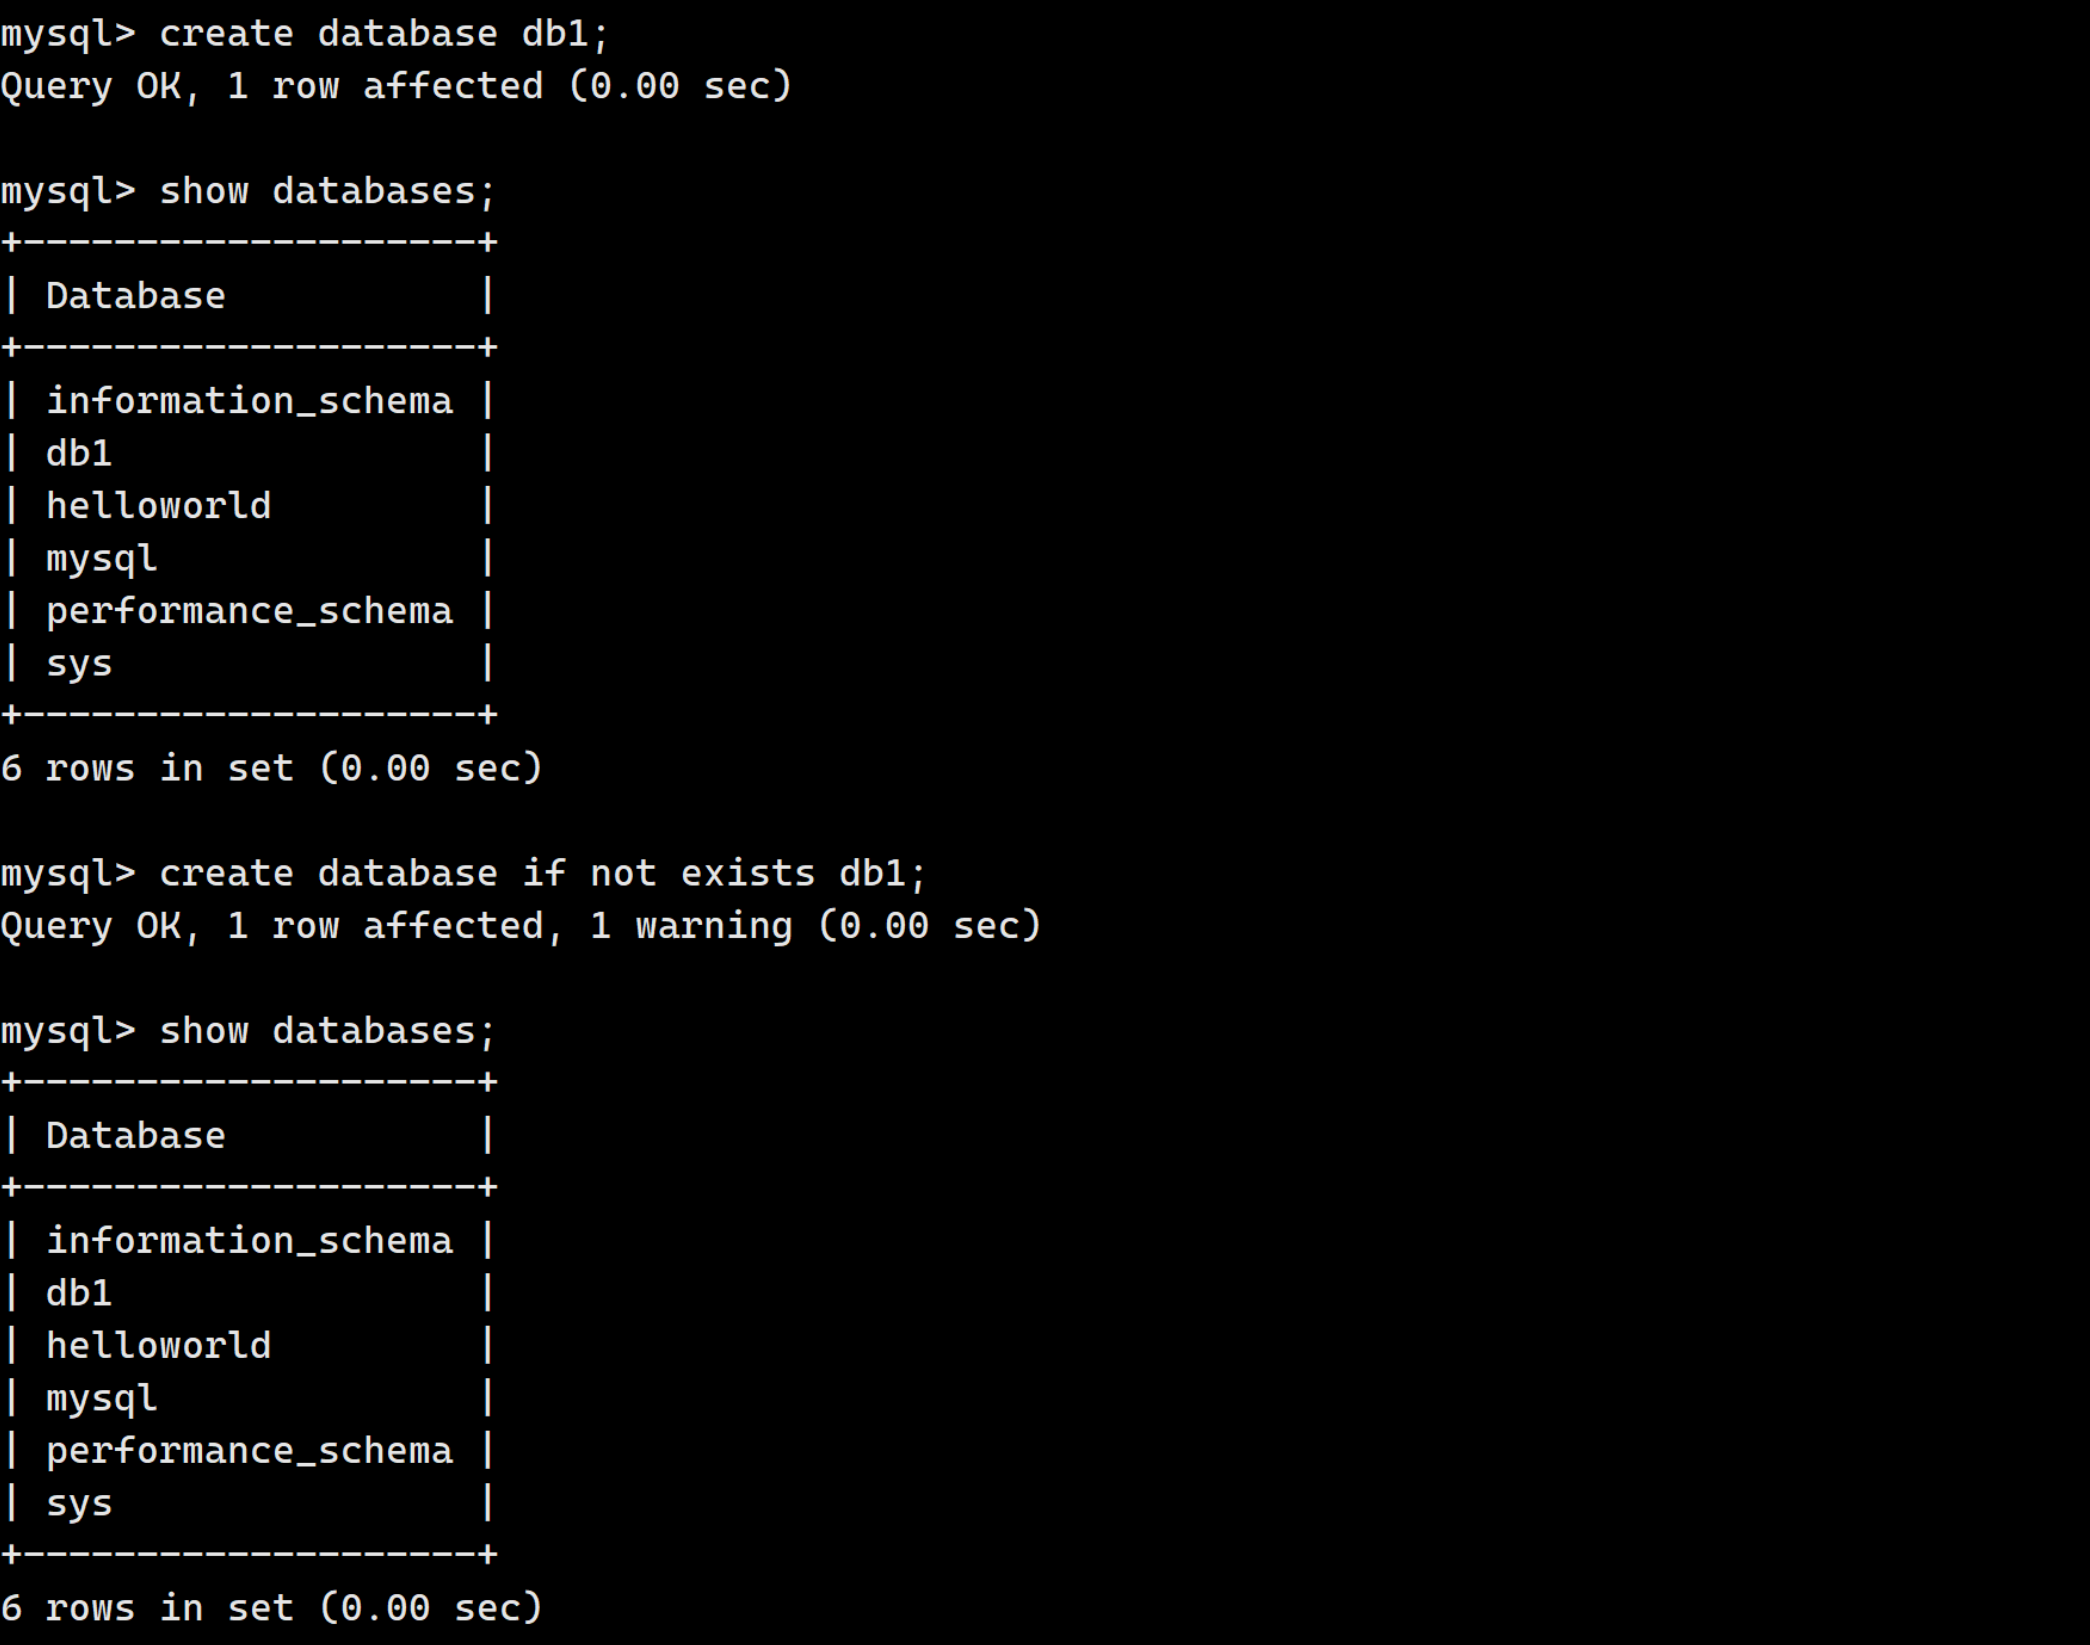 mysql> create database db1;
Query OK, 1 row affected (0.00 sec)

mysql> show databases;
+--------------------+
| Database           |
+--------------------+
| information_schema |
| db1                |
| helloworld         |
| mysql              |
| performance_schema |
| sys                |
+--------------------+
6 rows in set (0.00 sec)

mysql> create database if not exists db1;
Query OK, 1 row affected, 1 warning (0.00 sec)

mysql> show databases;
+--------------------+
| Database           |
+--------------------+
| information_schema |
| db1                |
| helloworld         |
| mysql              |
| performance_schema |
| sys                |
+--------------------+
6 rows in set (0.00 sec)